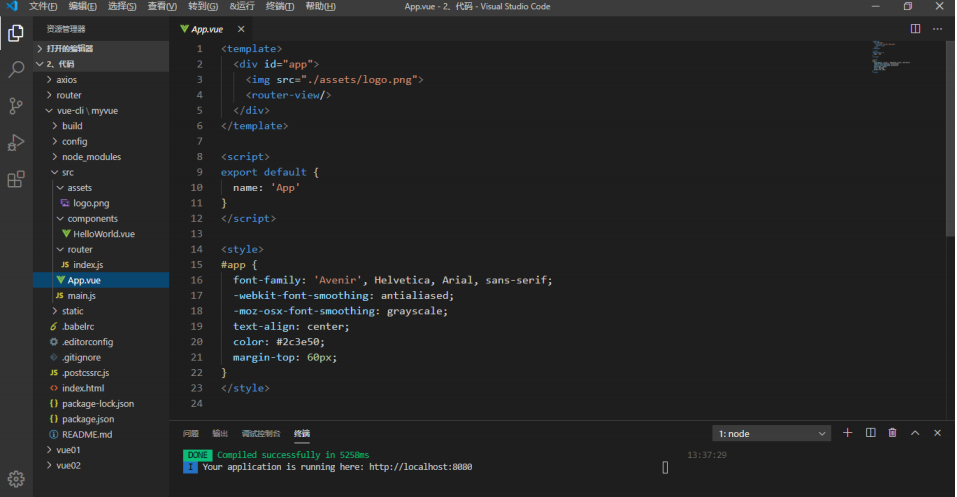 文件(F) 编辑(E) 选择(S) 查看(V) 转到(G) &运行 终端(T) 帮助(H) App.vue - 2、代码 - Visual Studio Code
资源管理器
打开的编辑器
2、代码
axios
router
vue-cli \ myvue
build
config
node_modules
src
assets
logo.png
components
HelloWorld.vue
router
JS index.js
App.vue
JS main.js
static
.babelrc
.editorconfig
.gitignore
JS .postcssrc.js
<> index.html
{} package-lock.json
{} package.json
README.md
vue01
vue02
App.vue
1 <template>
2 <div id="app">
3 <img src="./assets/logo.png">
4 <router-view/>
5 </div>
6 </template>
7
8 <script>
9 export default {
10 name: 'App'
11 }
12 </script>
13
14 <style>
15 #app {
16 font-family: 'Avenir', Helvetica, Arial, sans-serif;
17 -webkit-font-smoothing: antialiased;
18 -moz-osx-font-smoothing: grayscale;
19 text-align: center;
20 color: #2c3e50;
21 margin-top: 60px;
22 }
23 </style>
24
问题 输出 调试控制台 终端 1: node
DONE Compiled successfully in 5258ms 13:37:29
I Your application is running here: http://localhost:8080